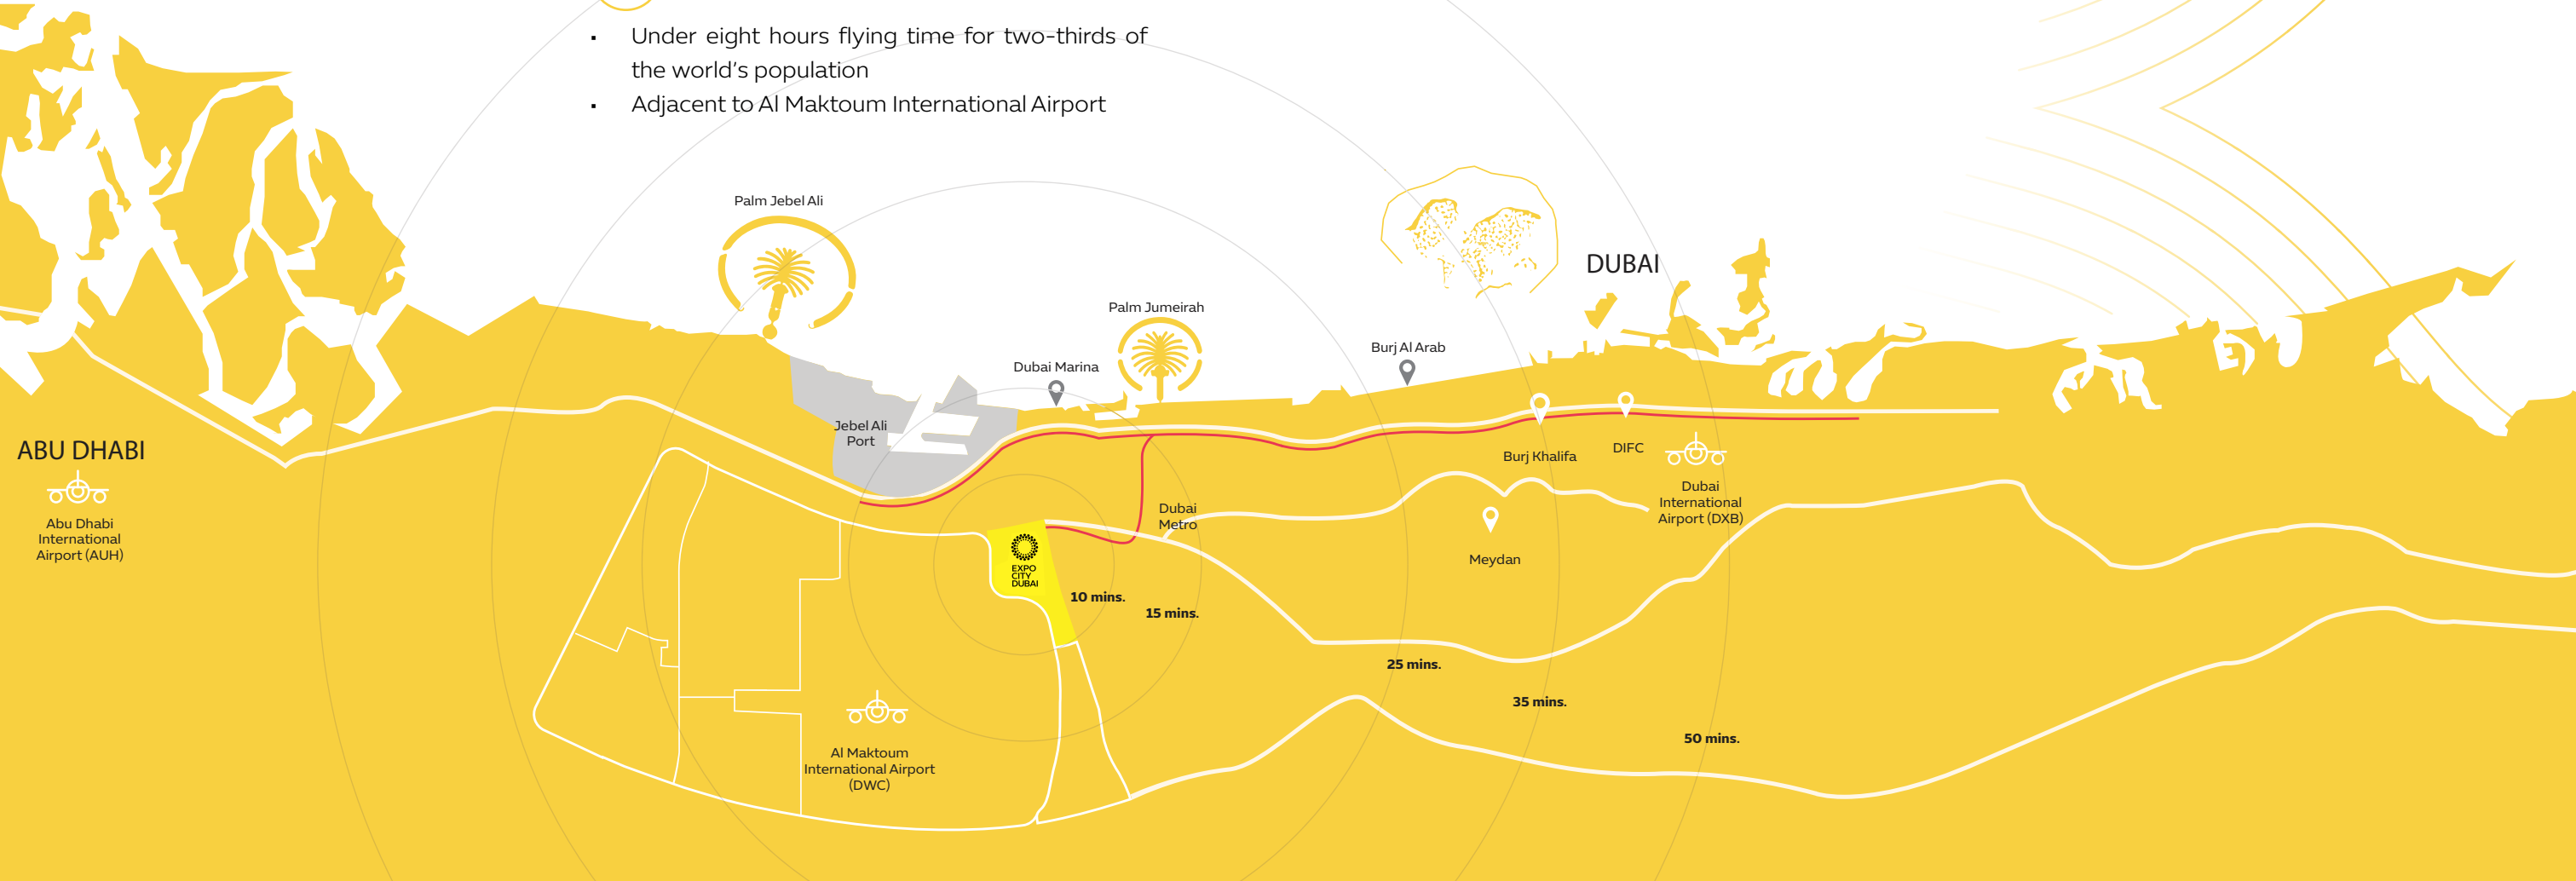 ▪ Under eight hours flying time for two-thirds of
the world's population
▪ Adjacent to Al Maktoum International Airport
Palm Jebel Ali
DUBAI
Palm Jumeirah
Burj Al Arab
Dubai Marina
Jebel Ali
Port
ABU DHABI
Abu Dhabi
International
Airport (AUH)
Burj Khalifa
DIFC
Dubai
International
Airport (DXB)
Dubai
Metro
Meydan
EXPO
CITY
DUBAI
10 mins.
15 mins.
25 mins.
35 mins.
50 mins.
Al Maktoum
International Airport
(DWC)